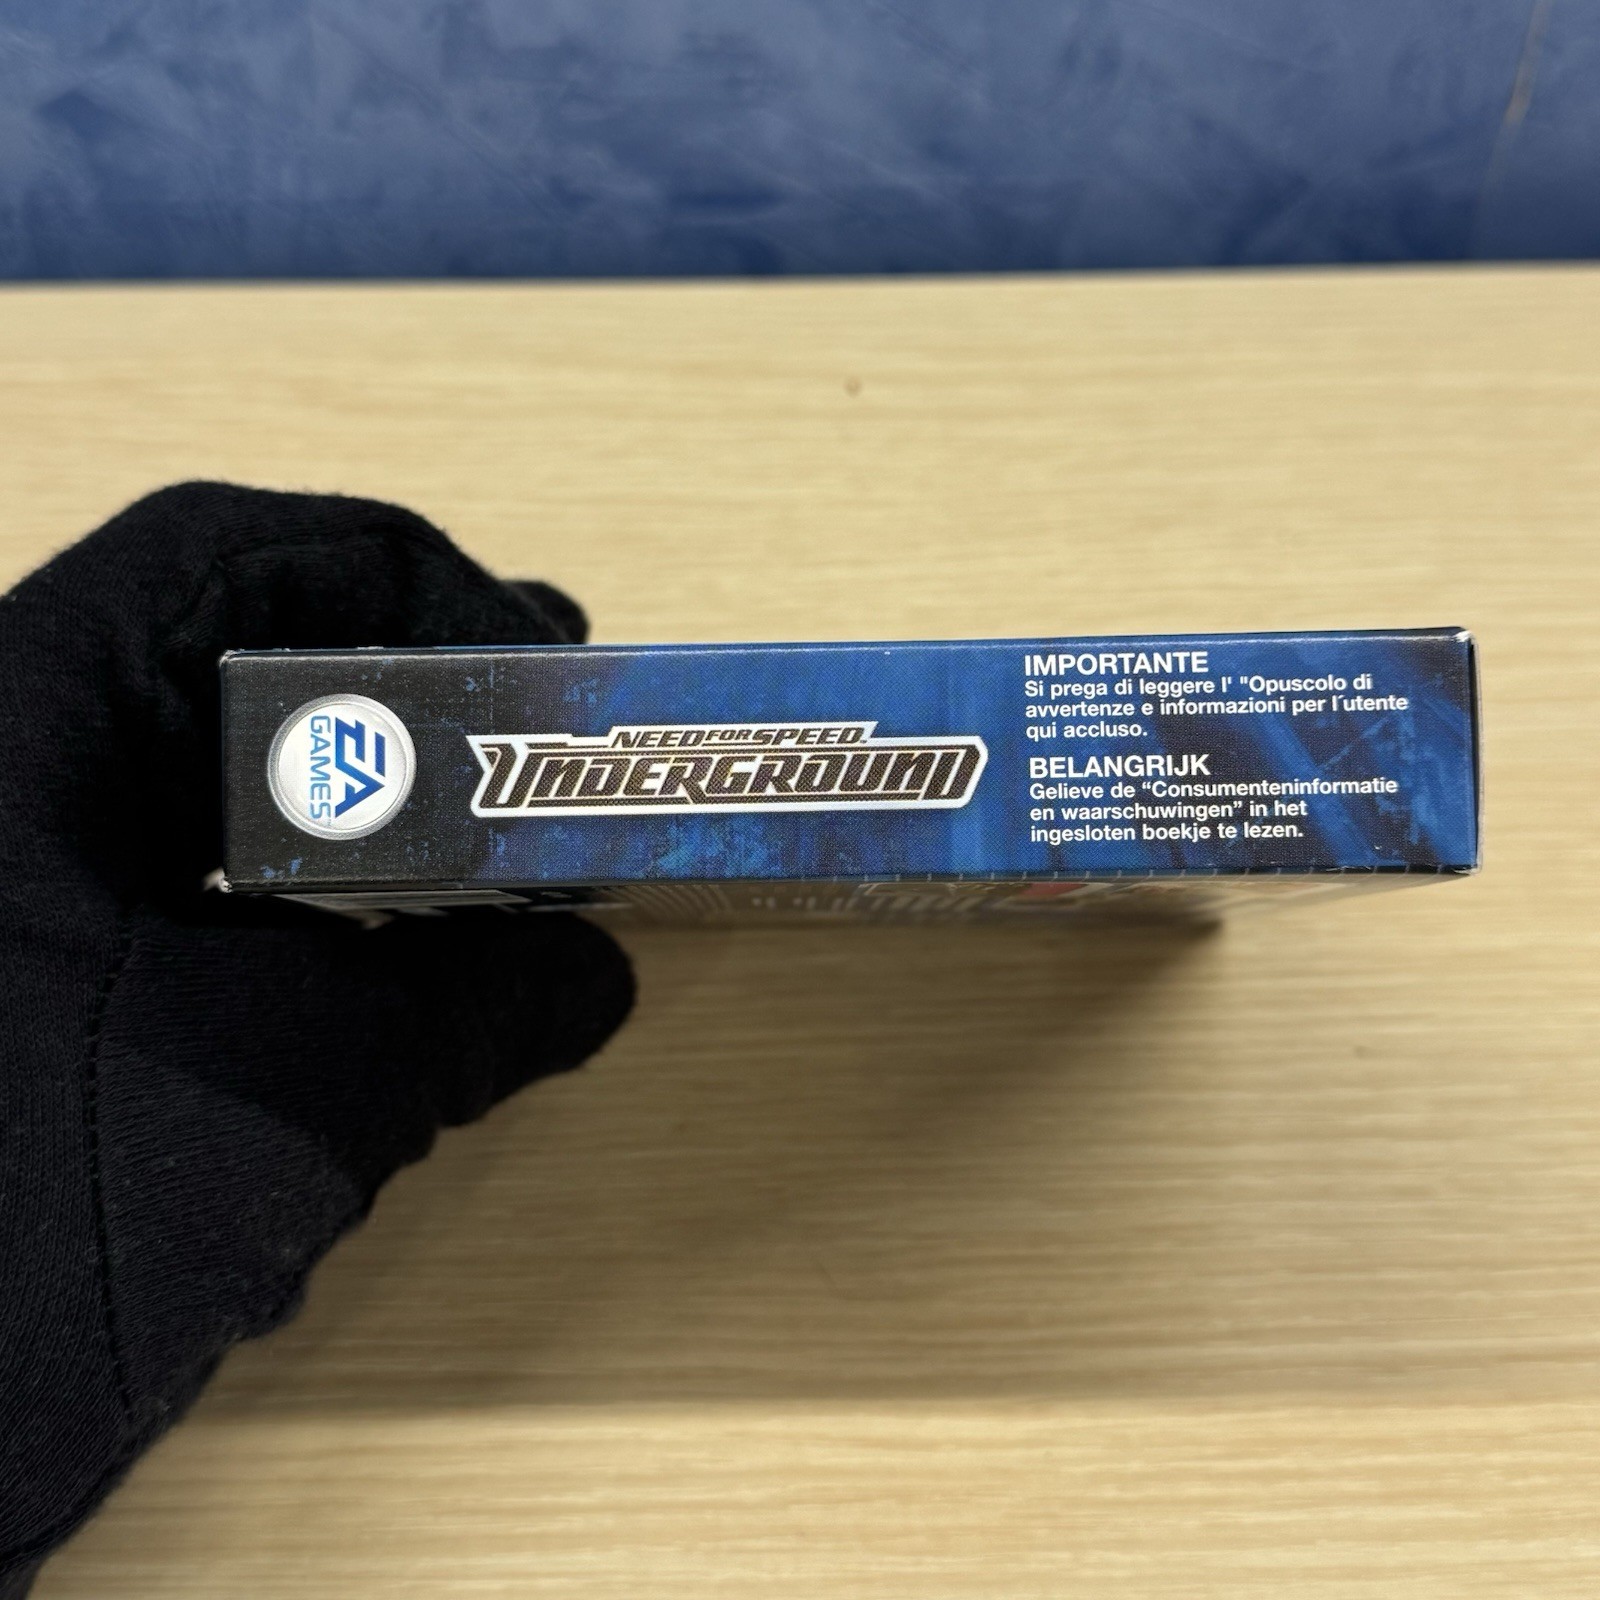 EA
GAMES
NEED FOR SPEED
UNDERGROUND
IMPORTANTE
Si prega di leggere l' "Opuscolo di
avvertenze e informazioni per l´utente
qui accluso.
BELANGRIJK
Gelieve de “Consumenteninformatie
en waarschuwingen” in het
ingesloten boekje te lezen.